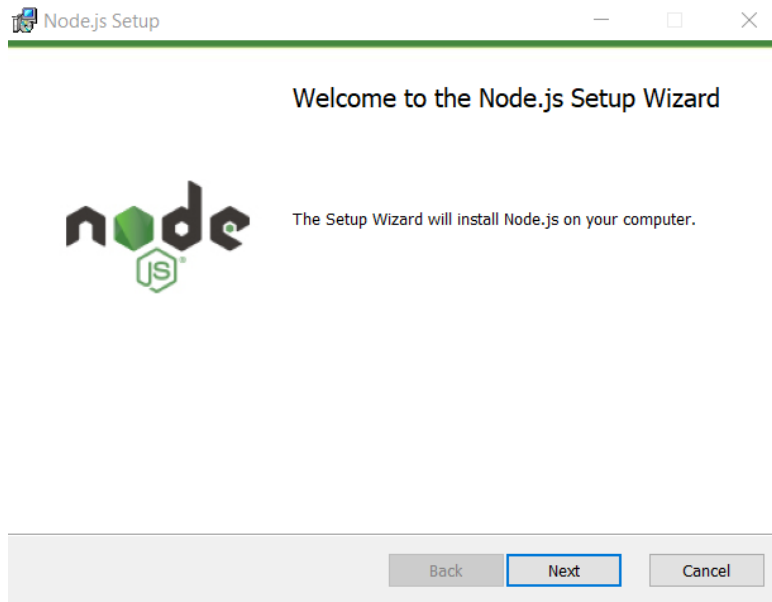 Node.js Setup
Welcome to the Node.js Setup Wizard
node
JS®
The Setup Wizard will install Node.js on your computer.
Back
Next
Cancel